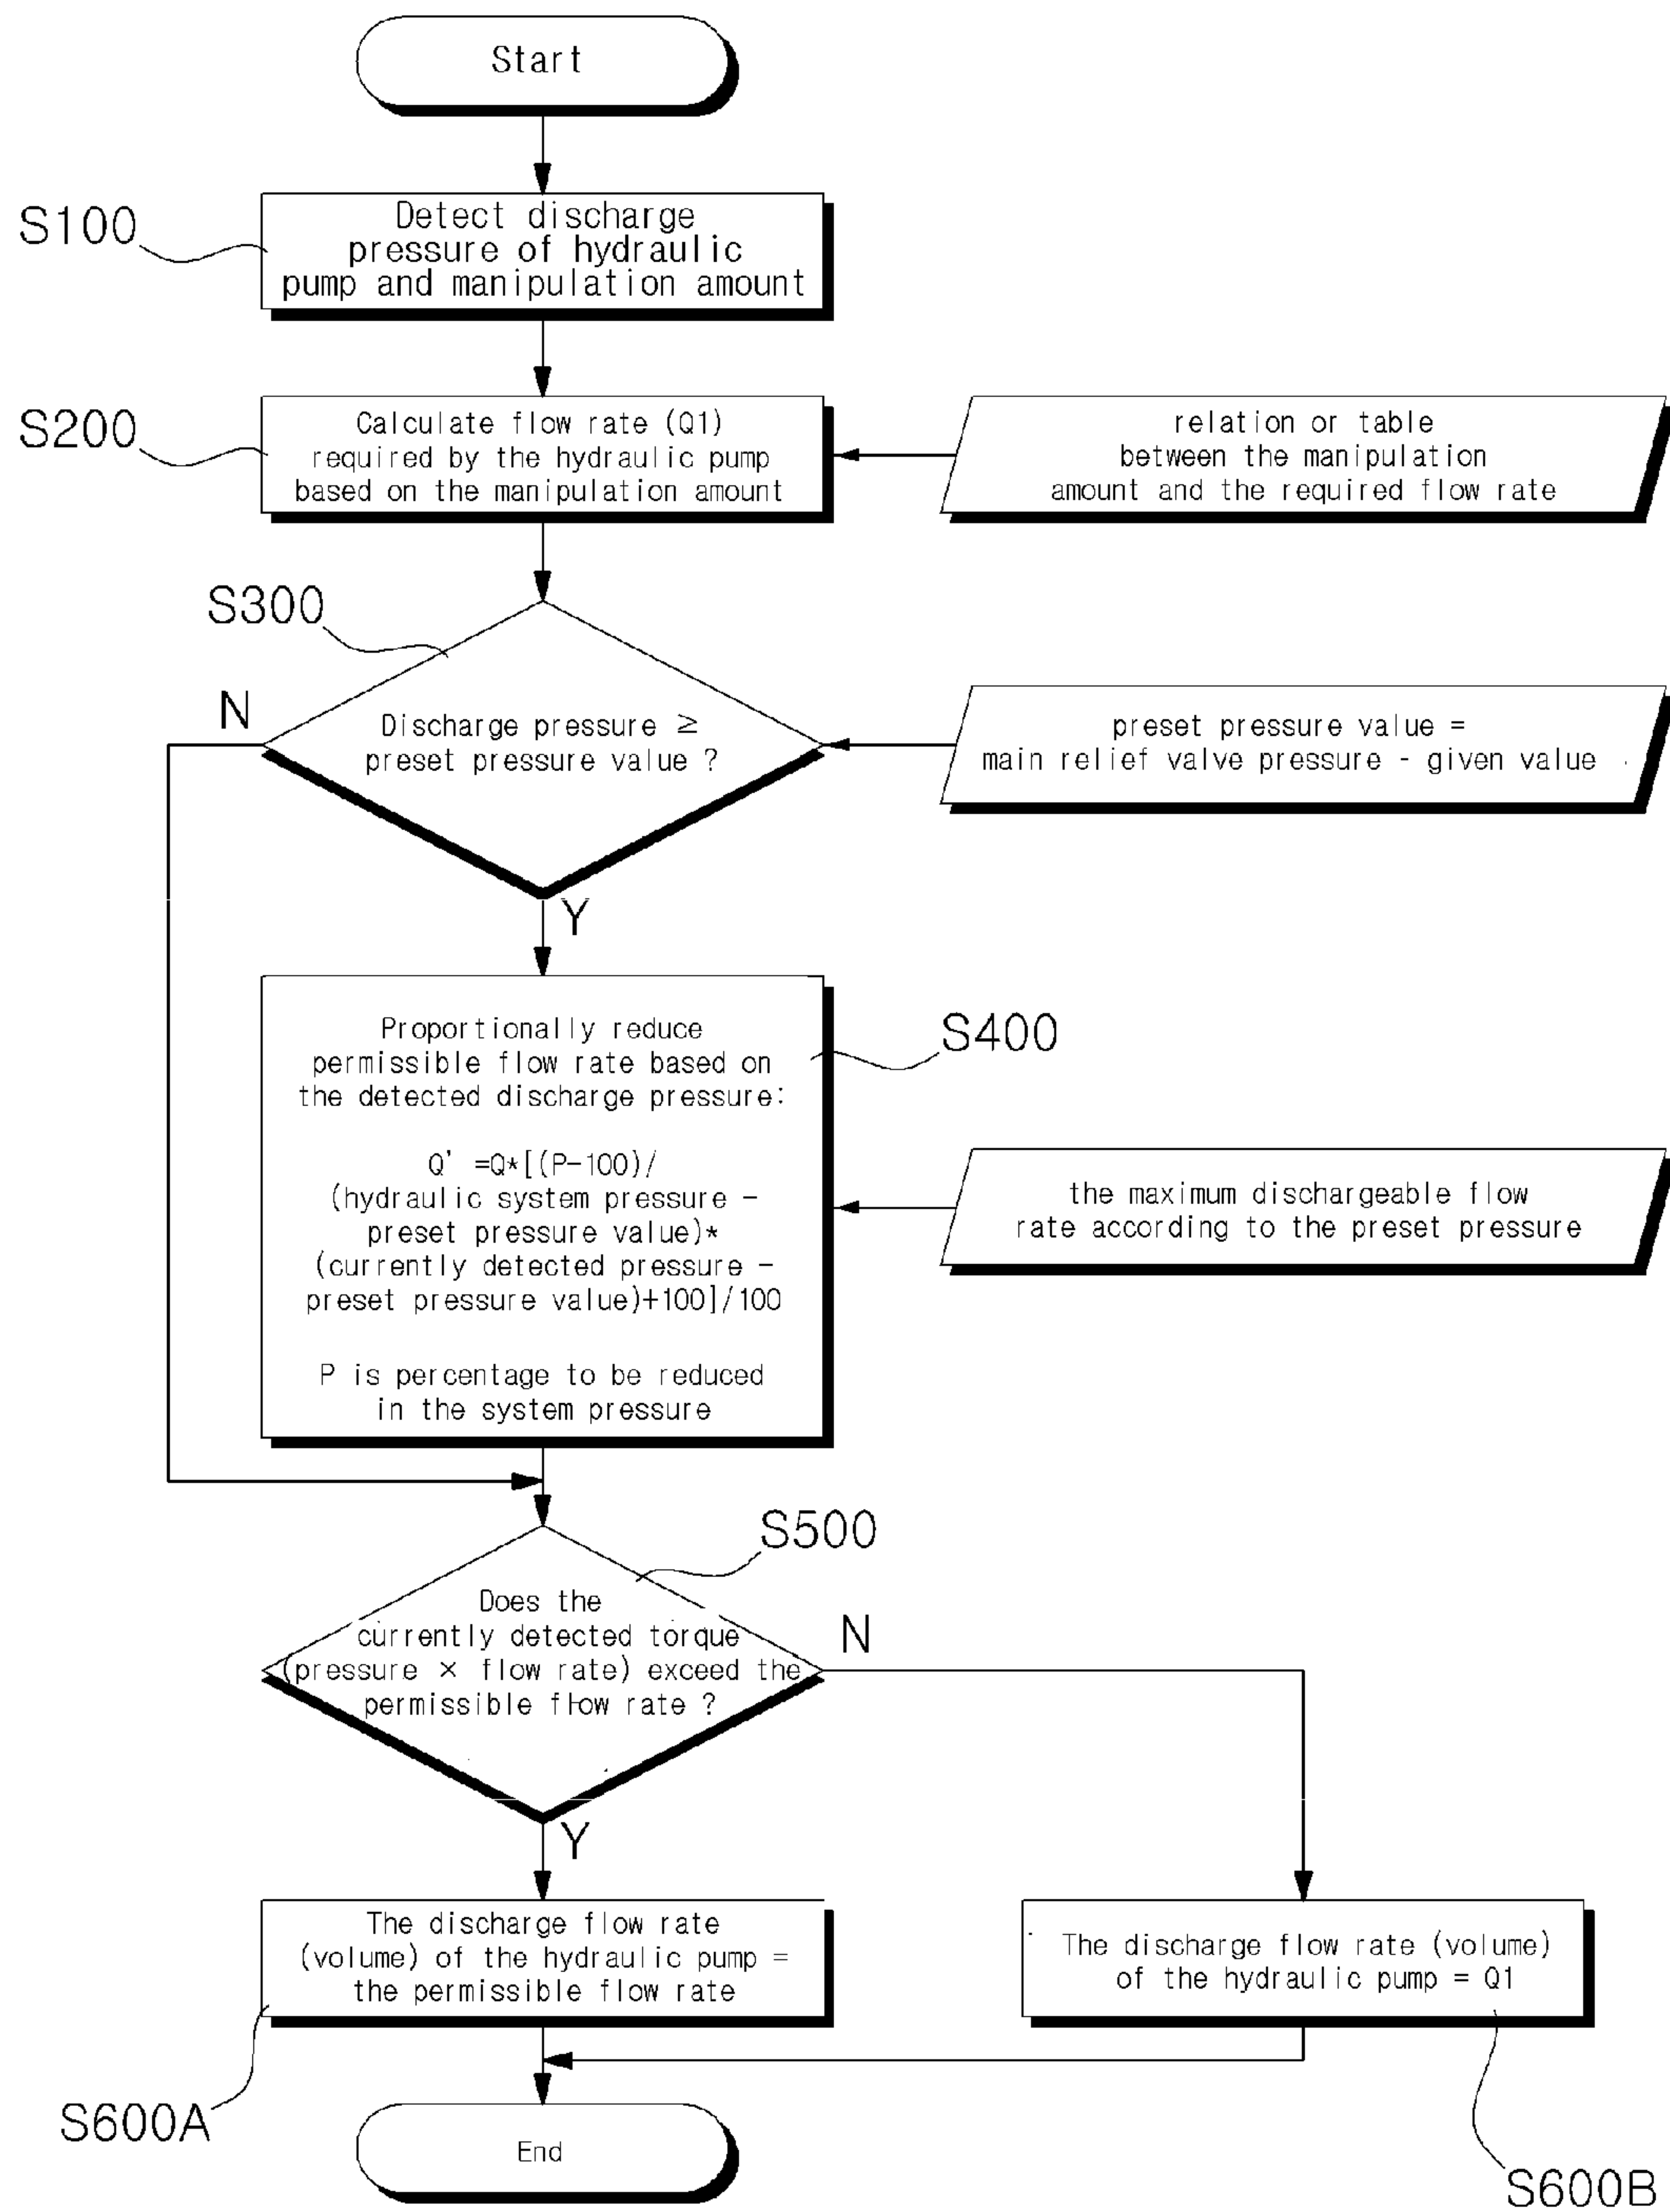 Start
S100
Detect discharge
pressure of hydraulic
pump and manipulation amount
S200
Calculate flow rate (Q1)
required by the hydraulic pump
based on the manipulation amount
relation or table
between the manipulation
amount and the required flow rate
S300
N
Discharge pressure ≥
preset pressure value ?
preset pressure value =
main relief valve pressure - given value
Y
Proportionally reduce
permissible flow rate based on
the detected discharge pressure:
Q' =Q*[(P-100)/
(hydraulic system pressure -
preset pressure value)*
(currently detected pressure -
preset pressure value)+100]/100
P is percentage to be reduced
in the system pressure
S400
the maximum dischargeable flow
rate according to the preset pressure
S500
Does the
currently detected torque
(pressure × flow rate) exceed the
permissible flow rate ?
N
Y
The discharge flow rate
(volume) of the hydraulic pump =
the permissible flow rate
The discharge flow rate (volume)
of the hydraulic pump = Q1
S600A
End
S600B